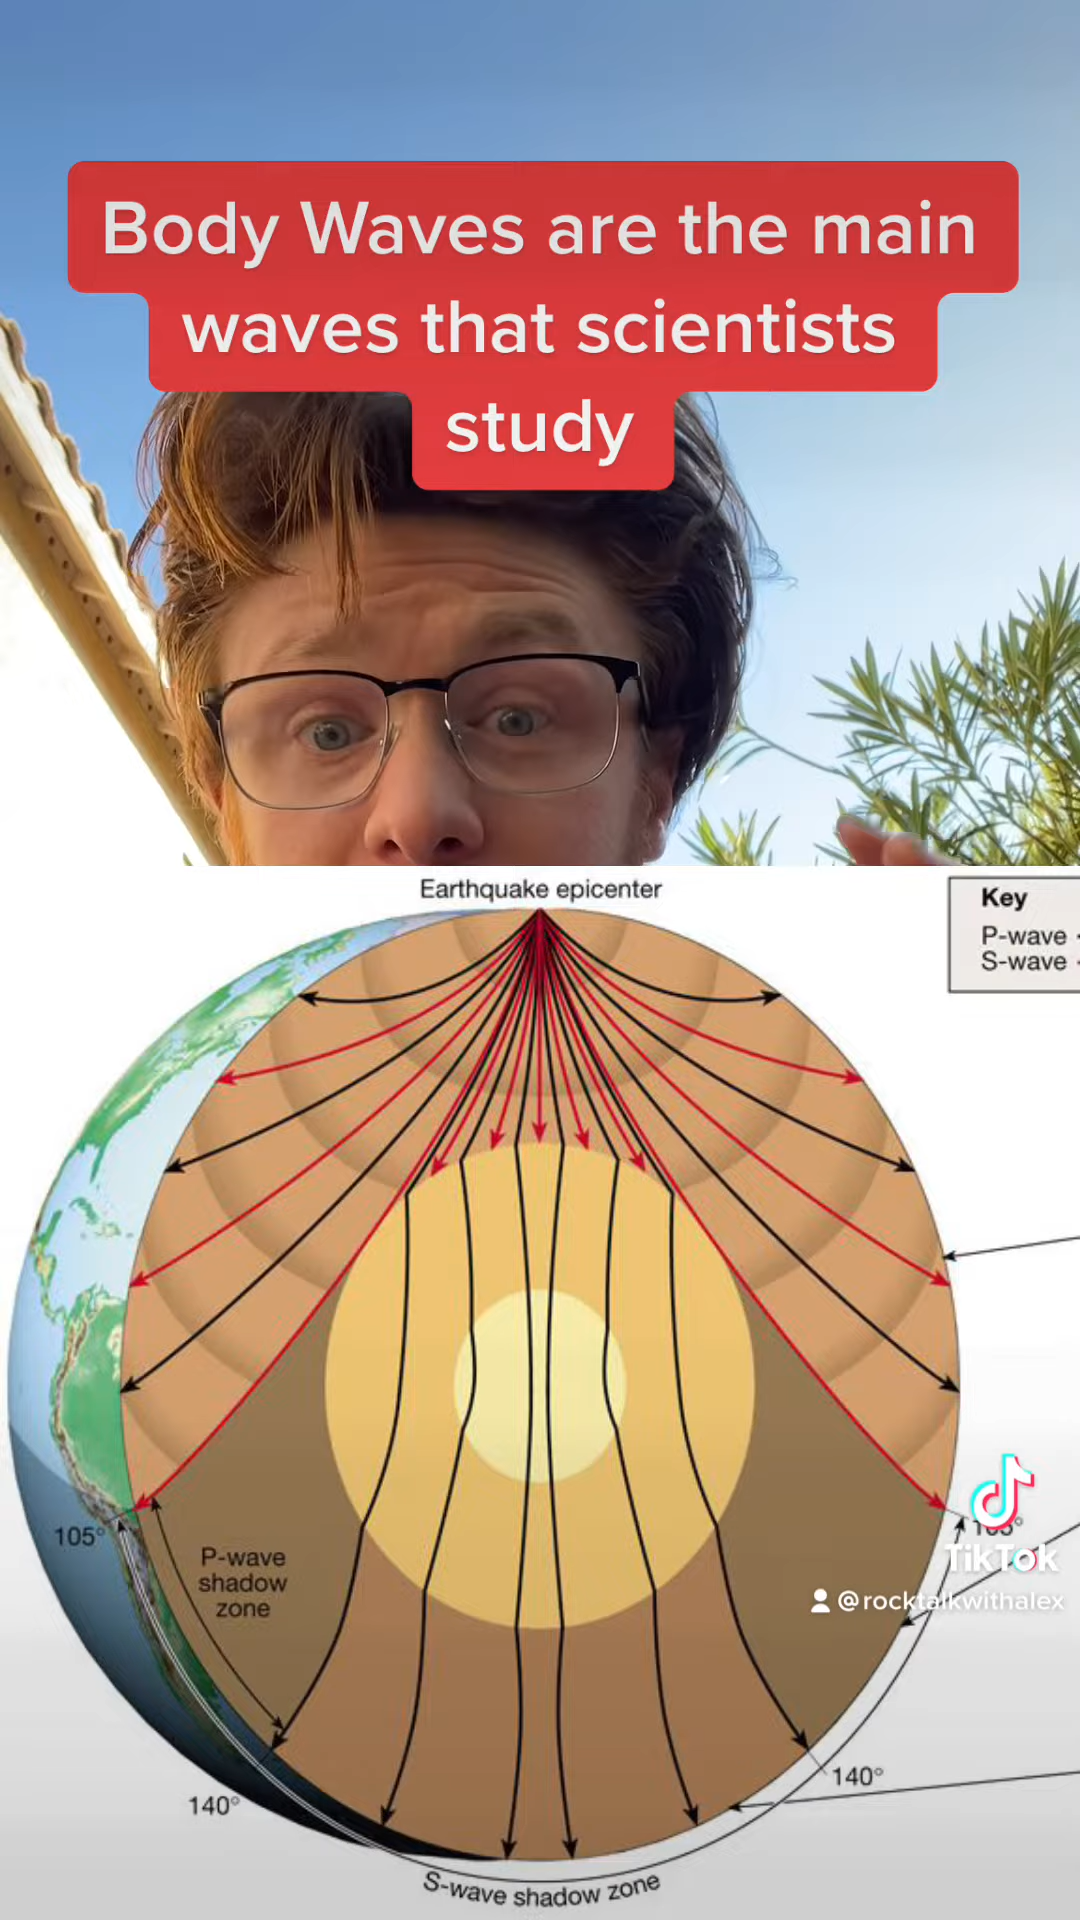 Body Waves are the main
waves that scientists
study
Earthquake epicenter
Key
P-wave
S-wave
105°
P-wave
shadow
zone
105°
TikTok
@rocktalkwithalex
140°
140°
S-wave shadow zone